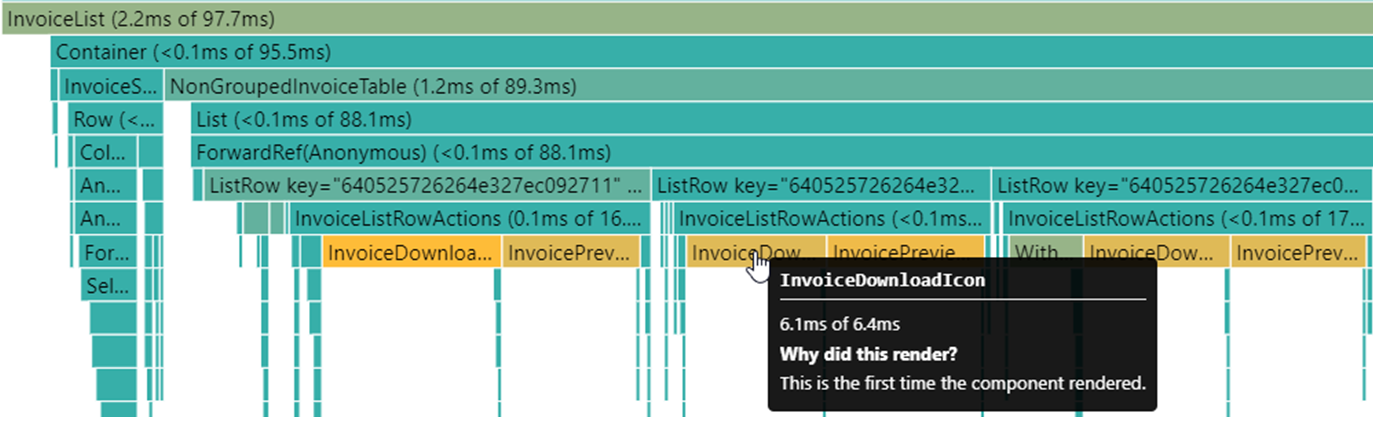 InvoiceList (2.2ms of 97.7ms)
Container (<0.1ms of 95.5ms)
InvoiceS... NonGroupedInvoiceTable (1.2ms of 89.3ms)
Row (<... List (<0.1ms of 88.1ms)
Col... ForwardRef(Anonymous) (<0.1ms of 88.1ms)
An... ListRow key="640525726264e327ec092711" ... ListRow key="640525726264e32... ListRow key="640525726264e327ec0...
An... InvoiceListRowActions (0.1ms of 16.... InvoiceListRowActions (<0.1ms... InvoiceListRowActions (<0.1ms of 17...
For... InvoiceDownloa... InvoicePrev... InvoiceDow... InvoicePrevie... With... InvoiceDow... InvoicePrev...
Sel...
InvoiceDownloadIcon
6.1ms of 6.4ms
Why did this render?
This is the first time the component rendered.